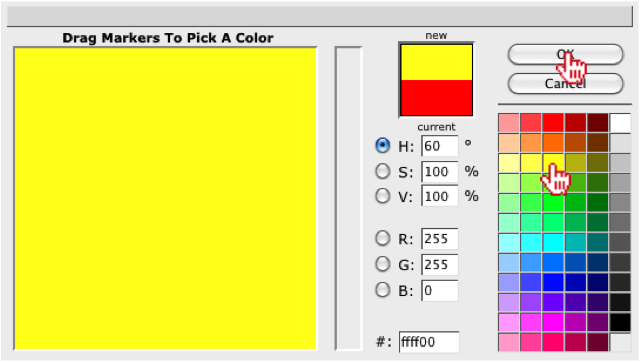 Drag Markers To Pick A Color
new
current
OK
Cancel
H: 60 °
S: 100 %
V: 100 %
R: 255
G: 255
B: 0
#: ffff00